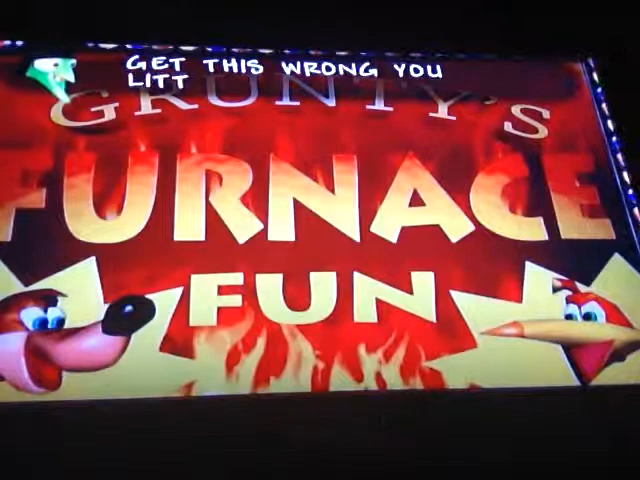 GET THIS WRONG YOU
LITT
GRUNTY'S
FURNACE
FUN